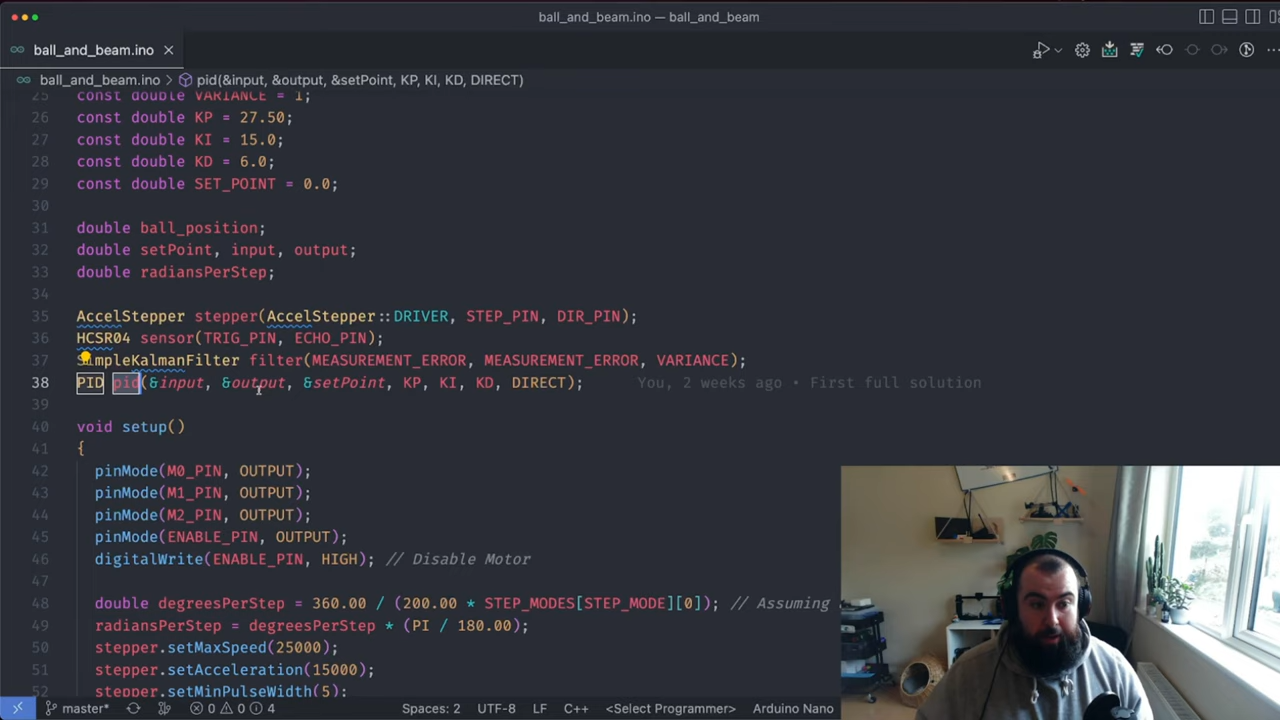 ball_and_beam.ino — ball_and_beam
ball_and_beam.ino
ball_and_beam.ino > pid(&input, &output, &setPoint, KP, KI, KD, DIRECT)
25 const double VARIANCE = 1;
26 const double KP = 27.50;
27 const double KI = 15.0;
28 const double KD = 6.0;
29 const double SET_POINT = 0.0;
30
31 double ball_position;
32 double setPoint, input, output;
33 double radiansPerStep;
34
35 AccelStepper stepper(AccelStepper::DRIVER, STEP_PIN, DIR_PIN);
36 HCSR04 sensor(TRIG_PIN, ECHO_PIN);
37 SimpleKalmanFilter filter(MEASUREMENT_ERROR, MEASUREMENT_ERROR, VARIANCE);
38 PID pid(&input, &output, &setPoint, KP, KI, KD, DIRECT); You, 2 weeks ago • First full solution
39
40 void setup()
41 {
42 pinMode(M0_PIN, OUTPUT);
43 pinMode(M1_PIN, OUTPUT);
44 pinMode(M2_PIN, OUTPUT);
45 pinMode(ENABLE_PIN, OUTPUT);
46 digitalWrite(ENABLE_PIN, HIGH); // Disable Motor
47
48 double degreesPerStep = 360.00 / (200.00 * STEP_MODES[STEP_MODE][0]); // Assuming
49 radiansPerStep = degreesPerStep * (PI / 180.00);
50 stepper.setMaxSpeed(25000);
51 stepper.setAcceleration(15000);
52 stepper.setMinPulseWidth(5);
master* 0 0 4 Spaces: 2 UTF-8 LF C++ <Select Programmer> Arduino Nano